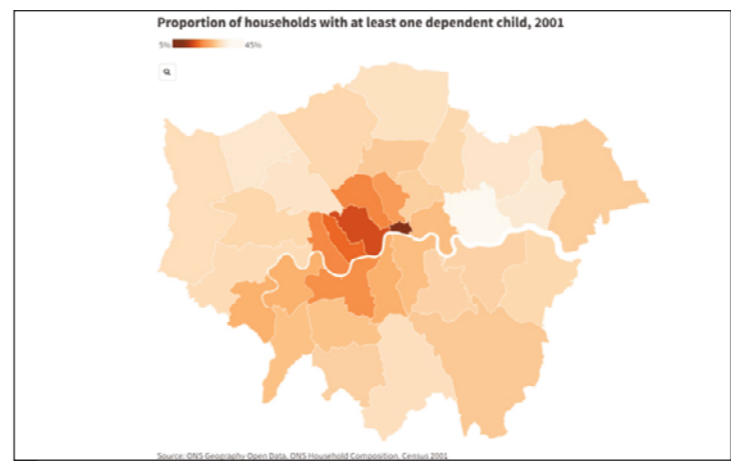 Proportion of households with at least one dependent child, 2001
5% 45%
Source: ONS Geography Open Data, ONS Household Composition, Census 2001